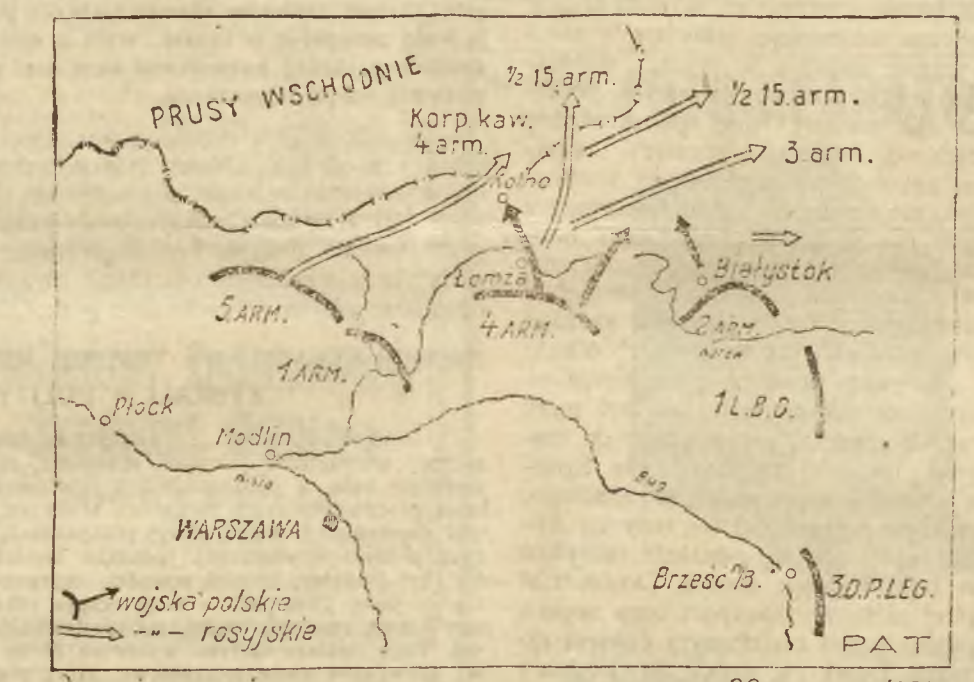 PRUSY WSCHODNIE
½ 15. arm.
½ 15. arm.
Korp. kaw.
4 arm.
3. arm.
Kolno
Łomża
Białystok
5. ARM.
4 ARM.
2 ARM.
1 ARM.
1 L.B.D.
Płock
Modlin
Bug
WARSZAWA
Brześć n/B.
3.D.P.LEG.
wojska polskie
-„- rosyjskie
PAT